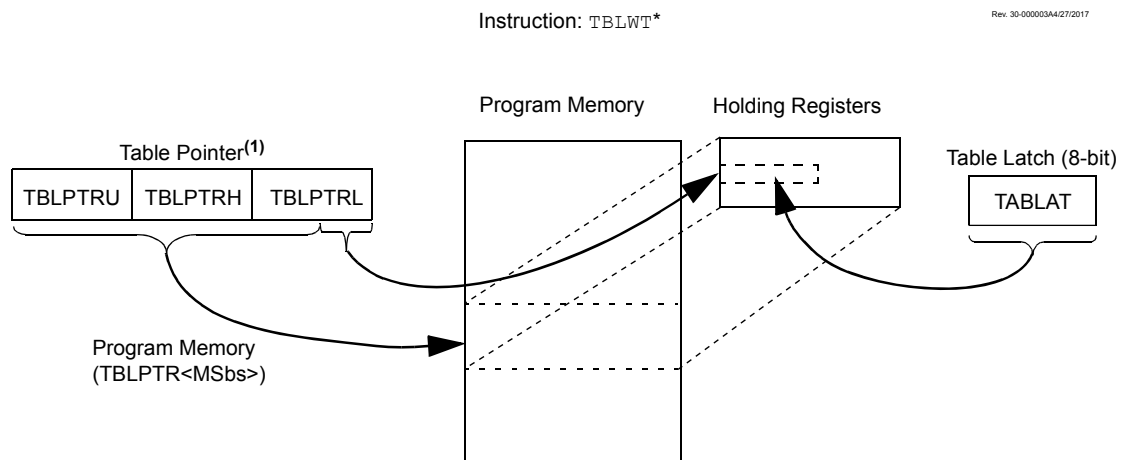 Instruction: TBLWT*
Rev. 30-000003A4/27/2017
Program Memory
Holding Registers
Table Pointer(1)
Table Latch (8-bit)
TBLPTRU
TBLPTRH
TBLPTRL
TABLAT
Program Memory
(TBLPTR<MSbs>)